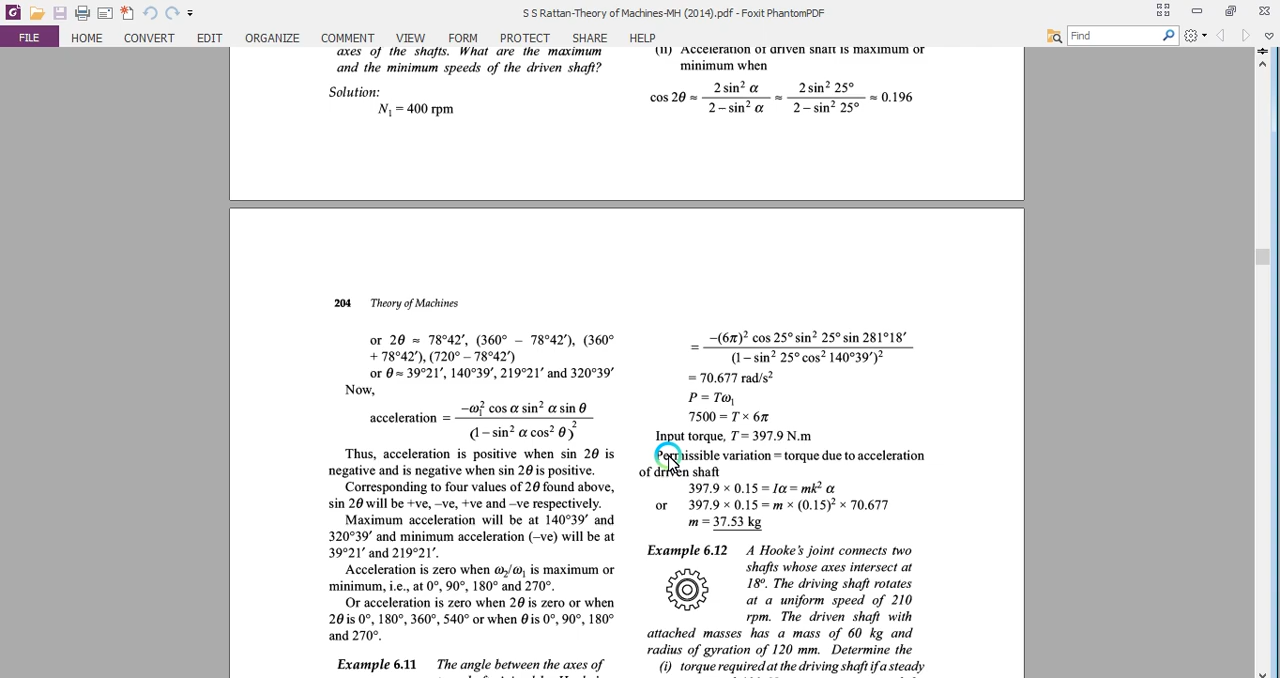 S S Rattan-Theory of Machines-MH (2014).pdf - Foxit PhantomPDF
FILE HOME CONVERT EDIT ORGANIZE COMMENT VIEW FORM PROTECT SHARE HELP Find
axes of the shafts. What are the maximum
and the minimum speeds of the driven shaft?
Solution:
N₁ = 400 rpm
(ii) Acceleration of driven shaft is maximum or
minimum when
cos 2θ ≈ 2 sin² α / 2 – sin² α ≈ 2 sin² 25° / 2 – sin² 25° ≈ 0.196
204 Theory of Machines
or 2θ ≈ 78°42′, (360° – 78°42′), (360°
+ 78°42′), (720° – 78°42′)
or θ ≈ 39°21′, 140°39′, 219°21′ and 320°39′
Now,
acceleration = –ω₁² cos α sin² α sin θ / (1 – sin² α cos² θ)²
Thus, acceleration is positive when sin 2θ is
negative and is negative when sin 2θ is positive.
Corresponding to four values of 2θ found above,
sin 2θ will be +ve, –ve, +ve and –ve respectively.
Maximum acceleration will be at 140°39′ and
320°39′ and minimum acceleration (–ve) will be at
39°21′ and 219°21′.
Acceleration is zero when ω₂/ω₁ is maximum or
minimum, i.e., at 0°, 90°, 180° and 270°.
Or acceleration is zero when 2θ is zero or when
2θ is 0°, 180°, 360°, 540° or when θ is 0°, 90°, 180°
and 270°.
Example 6.11 The angle between the axes of
= –(6π)² cos 25° sin² 25° sin 281°18′ / (1 – sin² 25° cos² 140°39′)²
= 70.677 rad/s²
P = Tω₁
7500 = T × 6π
Input torque, T = 397.9 N.m
Permissible variation = torque due to acceleration
of driven shaft
397.9 × 0.15 = Iα = mk² α
or 397.9 × 0.15 = m × (0.15)² × 70.677
m = 37.53 kg
Example 6.12 A Hooke's joint connects two
shafts whose axes intersect at
18°. The driving shaft rotates
at a uniform speed of 210
rpm. The driven shaft with
attached masses has a mass of 60 kg and
radius of gyration of 120 mm. Determine the
(i) torque required at the driving shaft if a steady